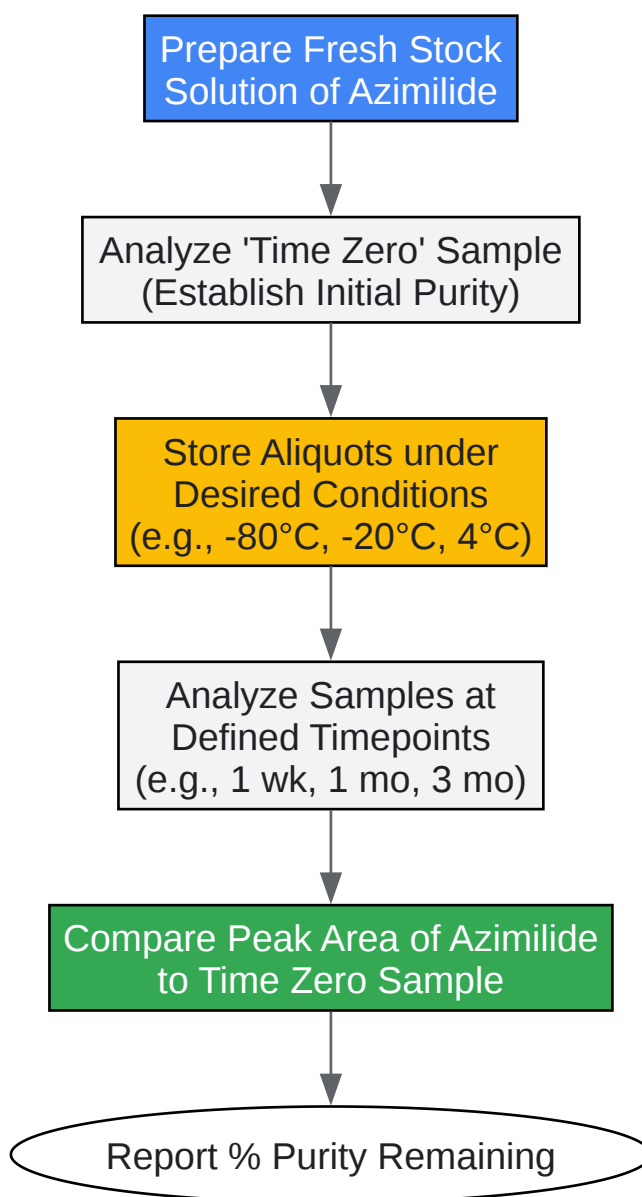 Prepare Fresh Stock
Solution of Azimilide
Analyze 'Time Zero' Sample
(Establish Initial Purity)
Store Aliquots under
Desired Conditions
(e.g., -80°C, -20°C, 4°C)
Analyze Samples at
Defined Timepoints
(e.g., 1 wk, 1 mo, 3 mo)
Compare Peak Area of Azimilide
to Time Zero Sample
Report % Purity Remaining